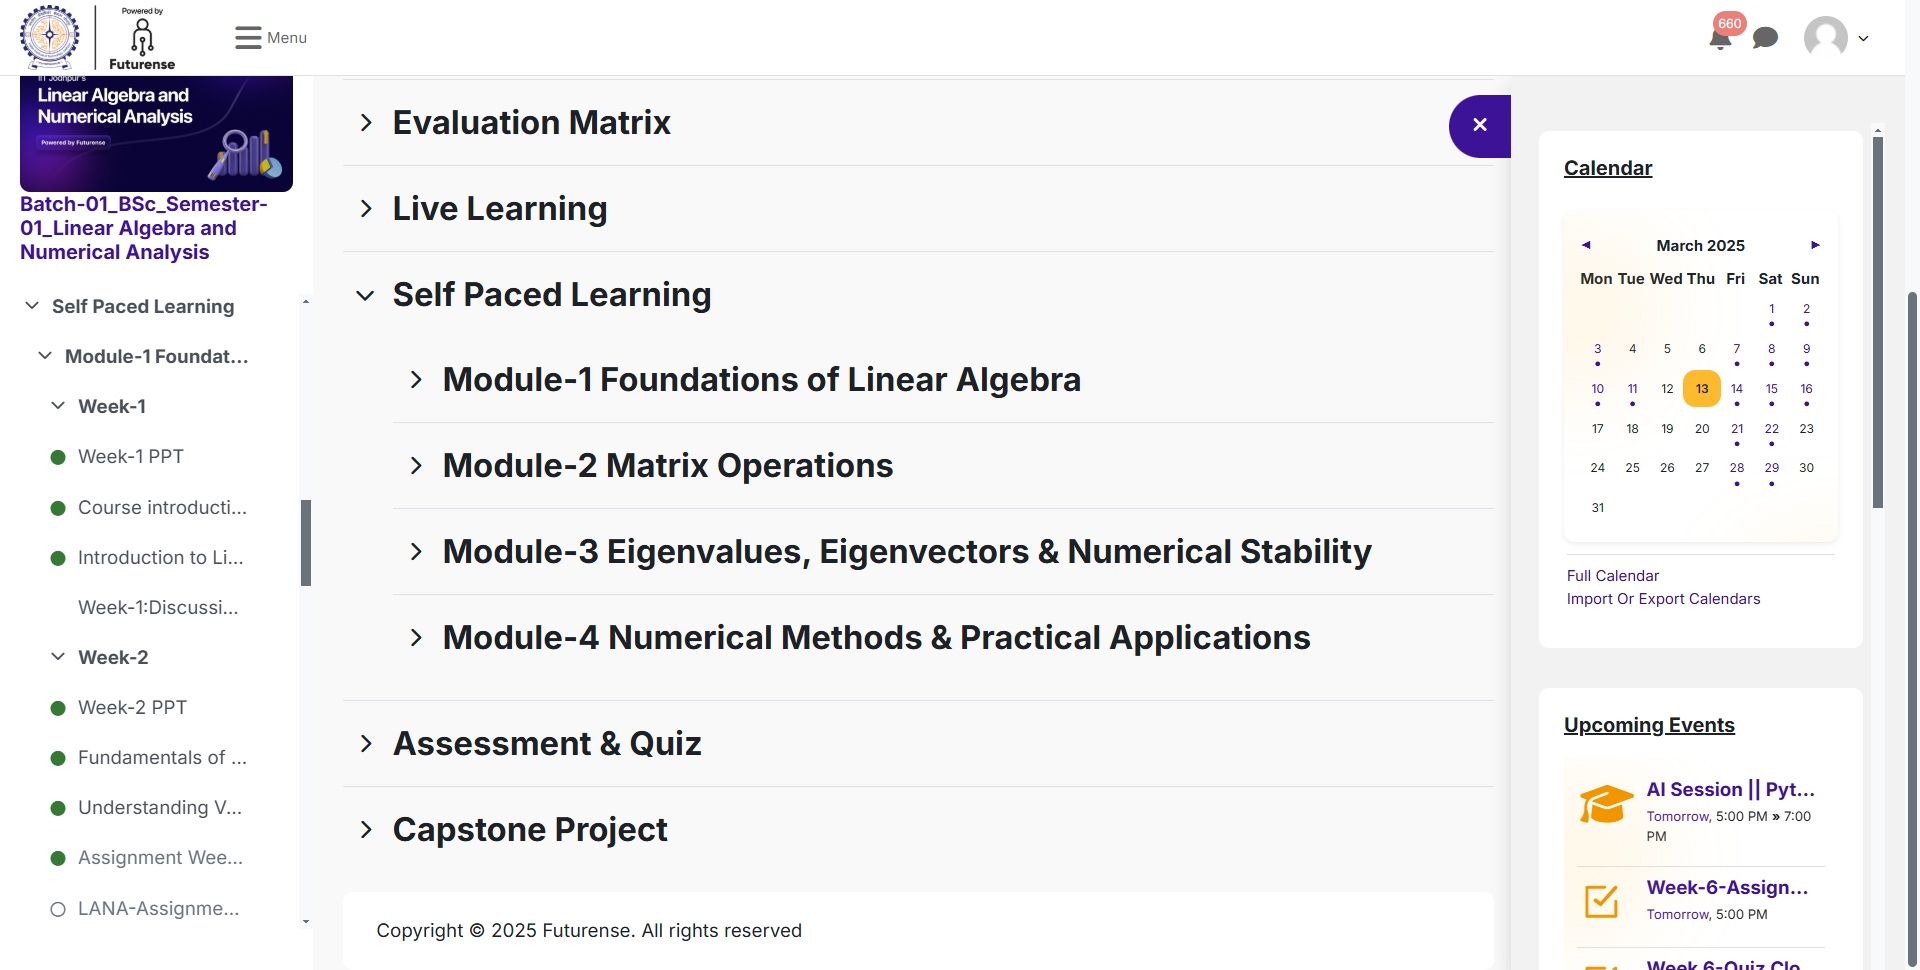 Powered by
Futurense
Menu
660
IIT Jodhpur's
Linear Algebra and
Numerical Analysis
Powered by Futurense
Batch-01_BSc_Semester-
01_Linear Algebra and
Numerical Analysis
Self Paced Learning
Module-1 Foundat...
Week-1
Week-1 PPT
Course introducti...
Introduction to Li...
Week-1:Discussi...
Week-2
Week-2 PPT
Fundamentals of ...
Understanding V...
Assignment Wee...
LANA-Assignme...
Evaluation Matrix
Live Learning
Self Paced Learning
Module-1 Foundations of Linear Algebra
Module-2 Matrix Operations
Module-3 Eigenvalues, Eigenvectors & Numerical Stability
Module-4 Numerical Methods & Practical Applications
Assessment & Quiz
Capstone Project
Copyright © 2025 Futurense. All rights reserved
Calendar
◄ March 2025 ►
Mon Tue Wed Thu Fri Sat Sun
1 2
3 4 5 6 7 8 9
10 11 12 13 14 15 16
17 18 19 20 21 22 23
24 25 26 27 28 29 30
31
Full Calendar
Import Or Export Calendars
Upcoming Events
AI Session || Pyt...
Tomorrow, 5:00 PM » 7:00
PM
Week-6-Assign...
Tomorrow, 5:00 PM
Week 6-Quiz Clo...